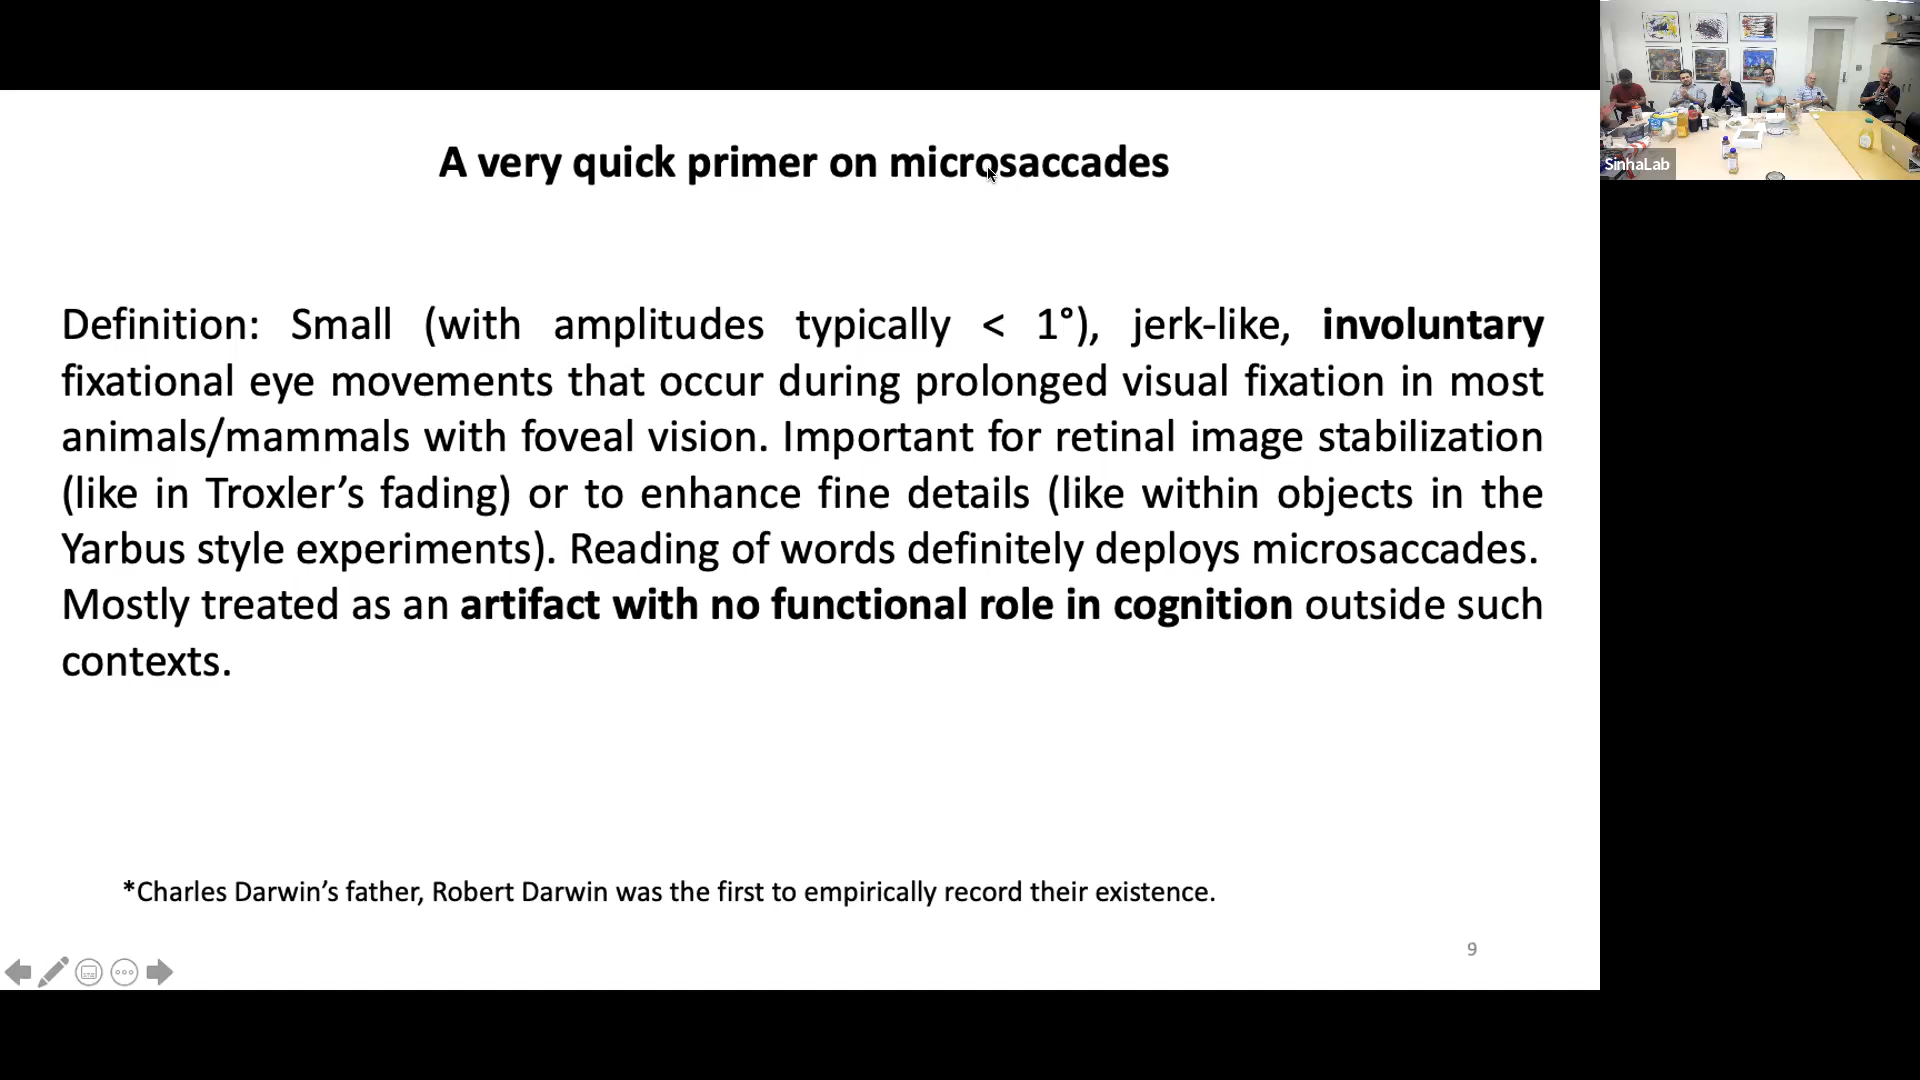 A very quick primer on microsaccades
SinhaLab
Definition: Small (with amplitudes typically < 1°), jerk-like, involuntary
fixational eye movements that occur during prolonged visual fixation in most
animals/mammals with foveal vision. Important for retinal image stabilization
(like in Troxler’s fading) or to enhance fine details (like within objects in the
Yarbus style experiments). Reading of words definitely deploys microsaccades.
Mostly treated as an artifact with no functional role in cognition outside such
contexts.
*Charles Darwin’s father, Robert Darwin was the first to empirically record their existence.
9